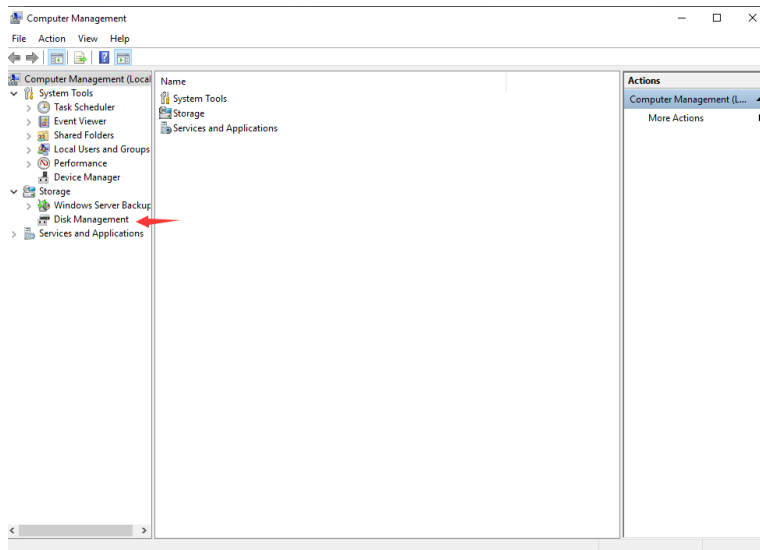 Computer Management
File Action View Help
Computer Management (Local
System Tools
Task Scheduler
Event Viewer
Shared Folders
Local Users and Groups
Performance
Device Manager
Storage
Windows Server Backup
Disk Management
Services and Applications
Name
System Tools
Storage
Services and Applications
Actions
Computer Management (L...
More Actions